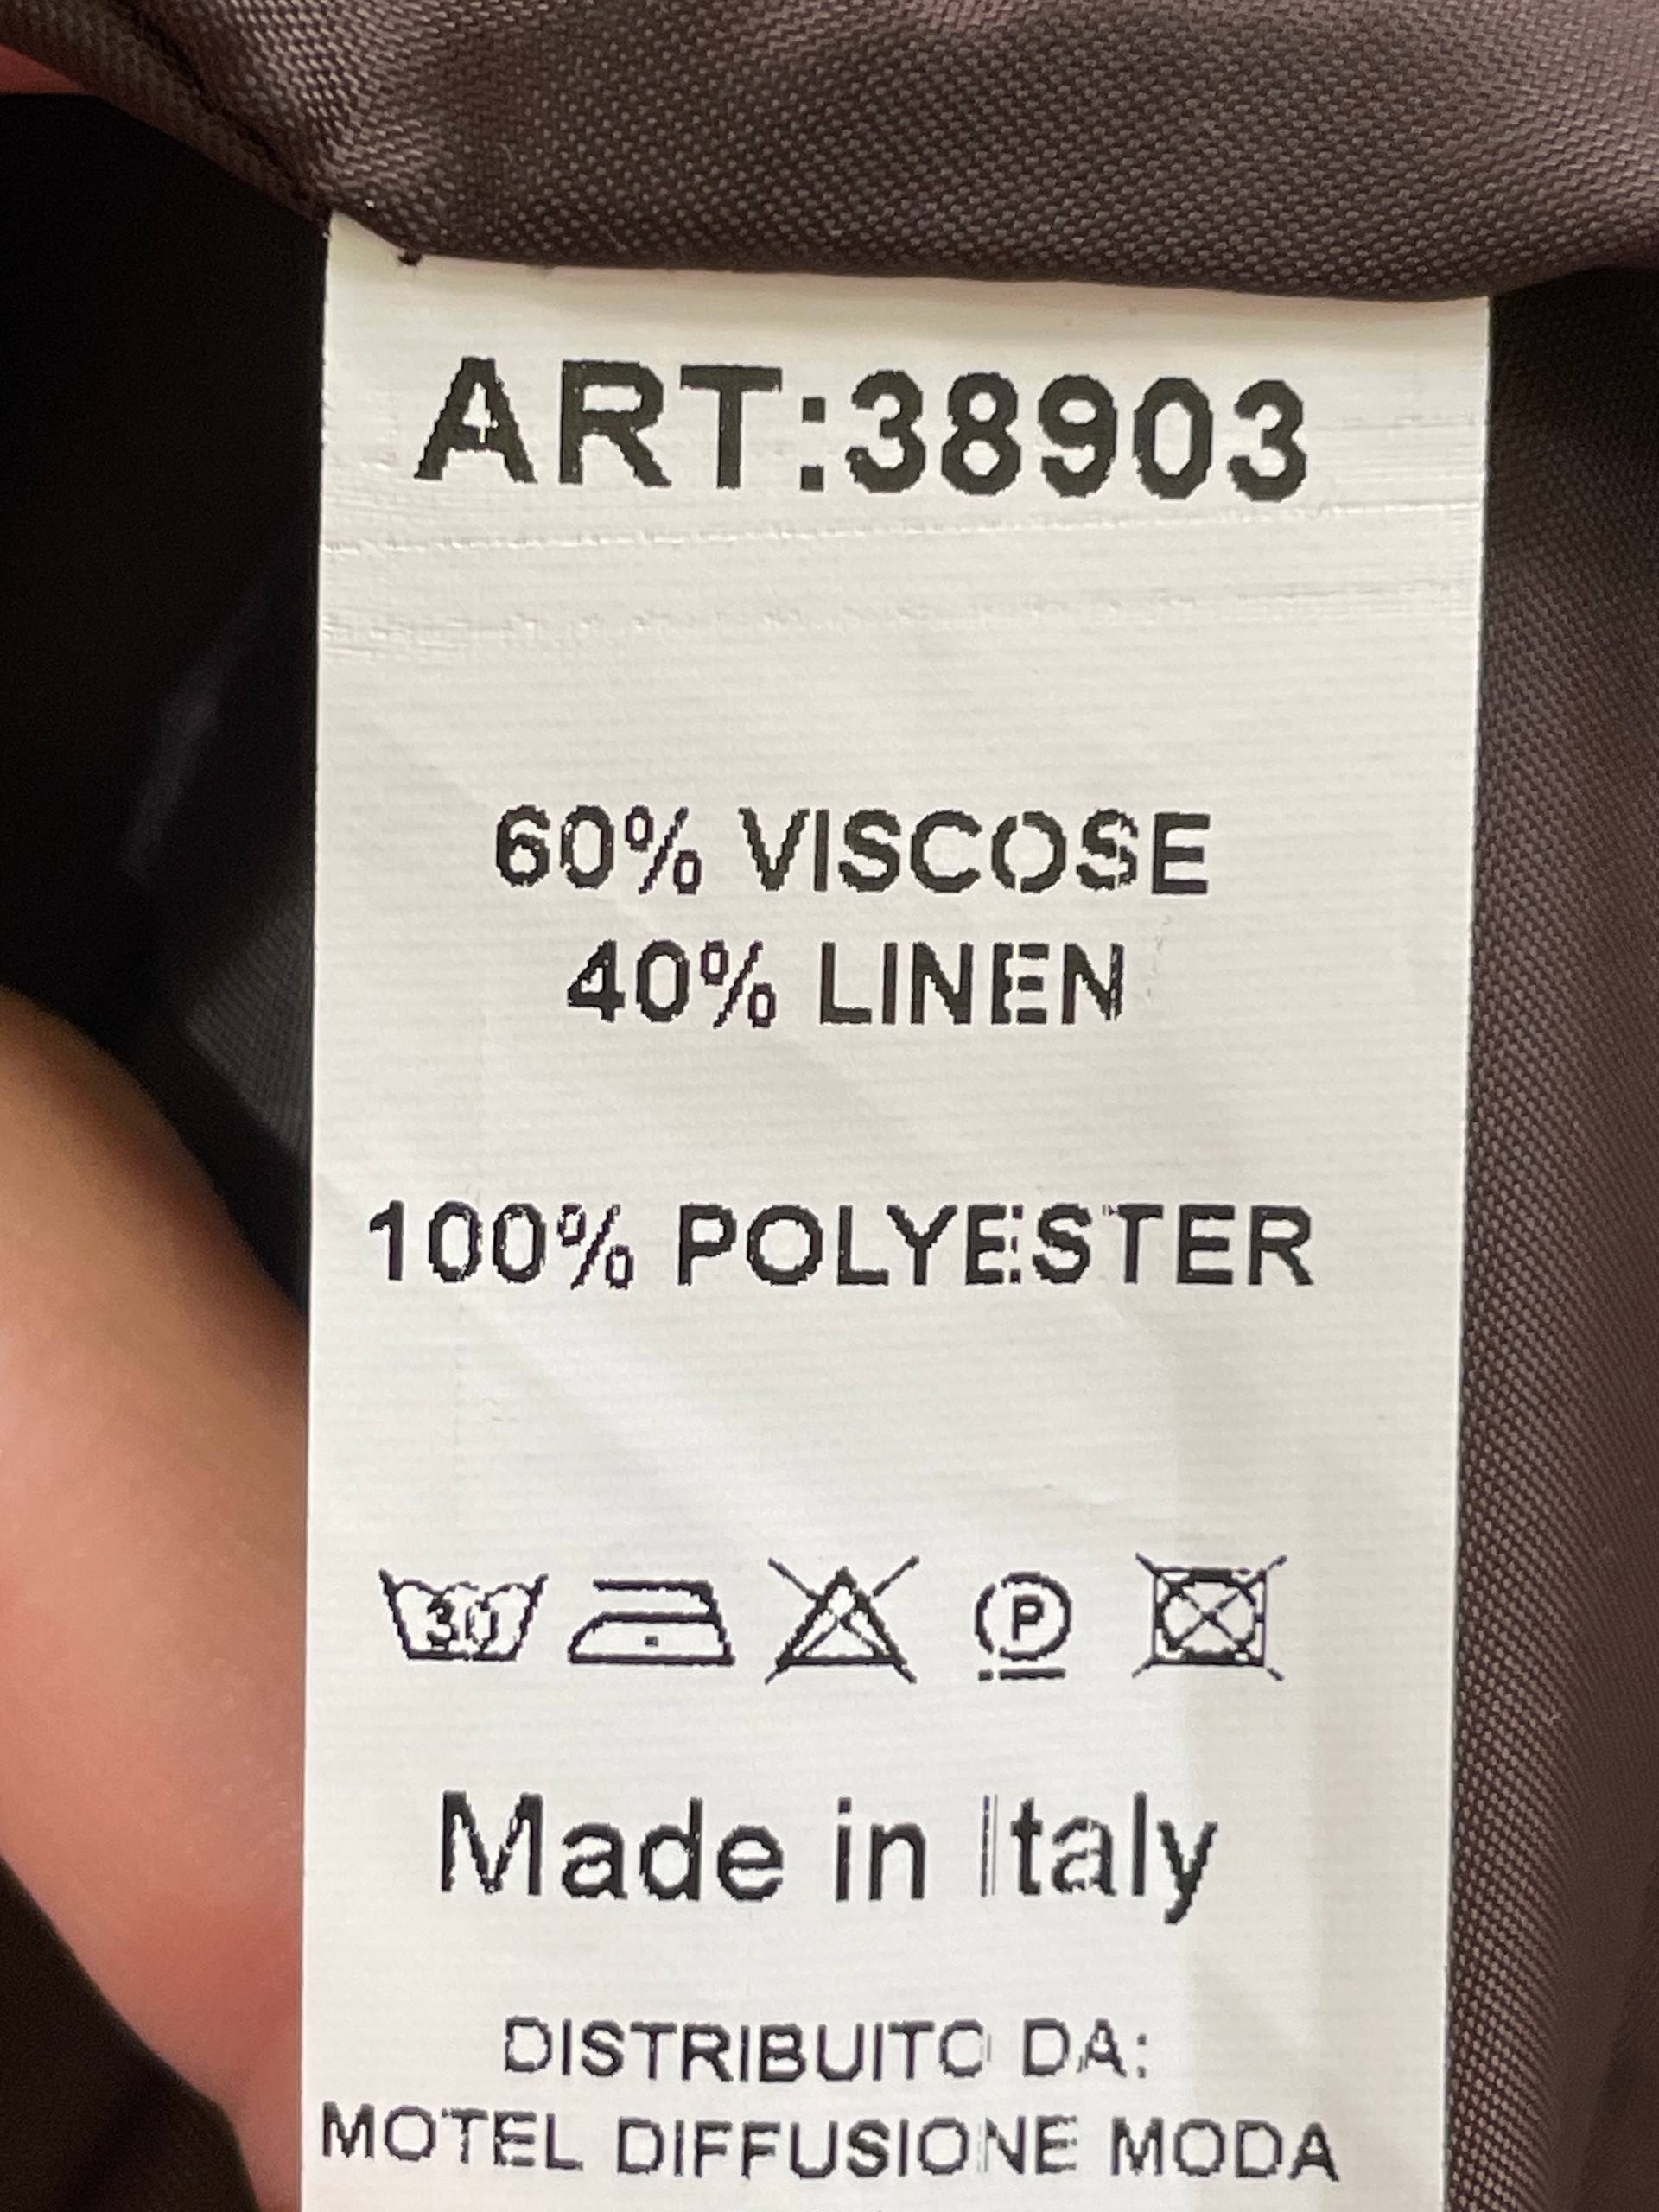 ART:38903
60% VISCOSE
40% LINEN
100% POLYESTER
30 P
Made in Italy
DISTRIBUITO DA:
MOTEL DIFFUSIONE MODA